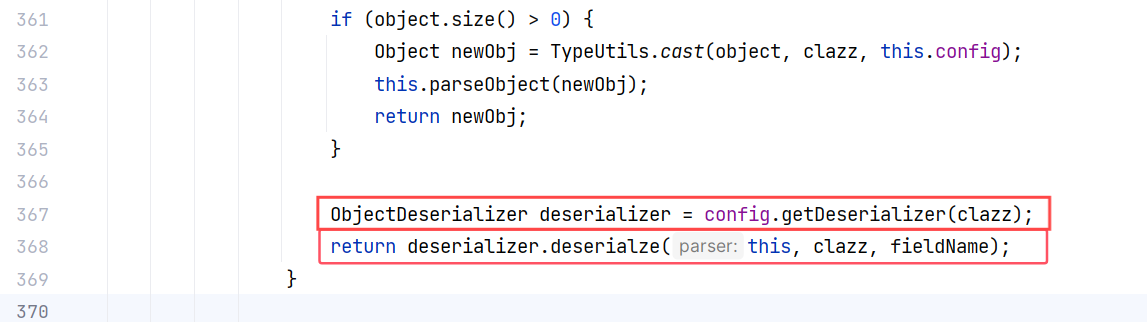 361 if (object.size() > 0) {
362 Object newObj = TypeUtils.cast(object, clazz, this.config);
363 this.parseObject(newObj);
364 return newObj;
365 }
366
367 ObjectDeserializer deserializer = config.getDeserializer(clazz);
368 return deserializer.deserialze( parser: this, clazz, fieldName);
369 }
370